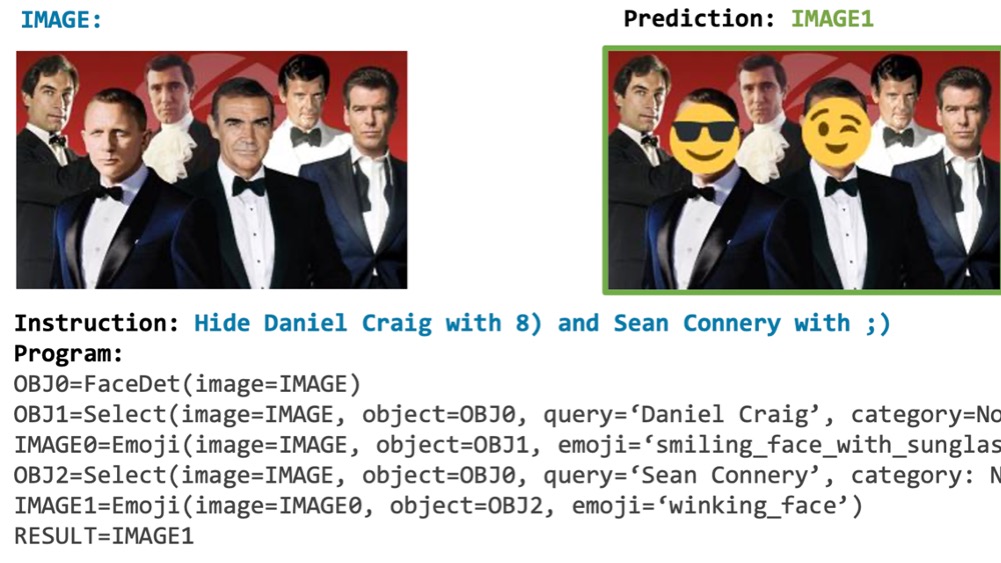 IMAGE:
Prediction: IMAGE1
Instruction: Hide Daniel Craig with 8) and Sean Connery with ;)
Program:
OBJ0=FaceDet(image=IMAGE)
OBJ1=Select(image=IMAGE, object=OBJ0, query=‘Daniel Craig’, category=No
IMAGE0=Emoji(image=IMAGE, object=OBJ1, emoji=‘smiling_face_with_sunglas
OBJ2=Select(image=IMAGE, object=OBJ0, query=‘Sean Connery’, category: N
IMAGE1=Emoji(image=IMAGE0, object=OBJ2, emoji=‘winking_face’)
RESULT=IMAGE1